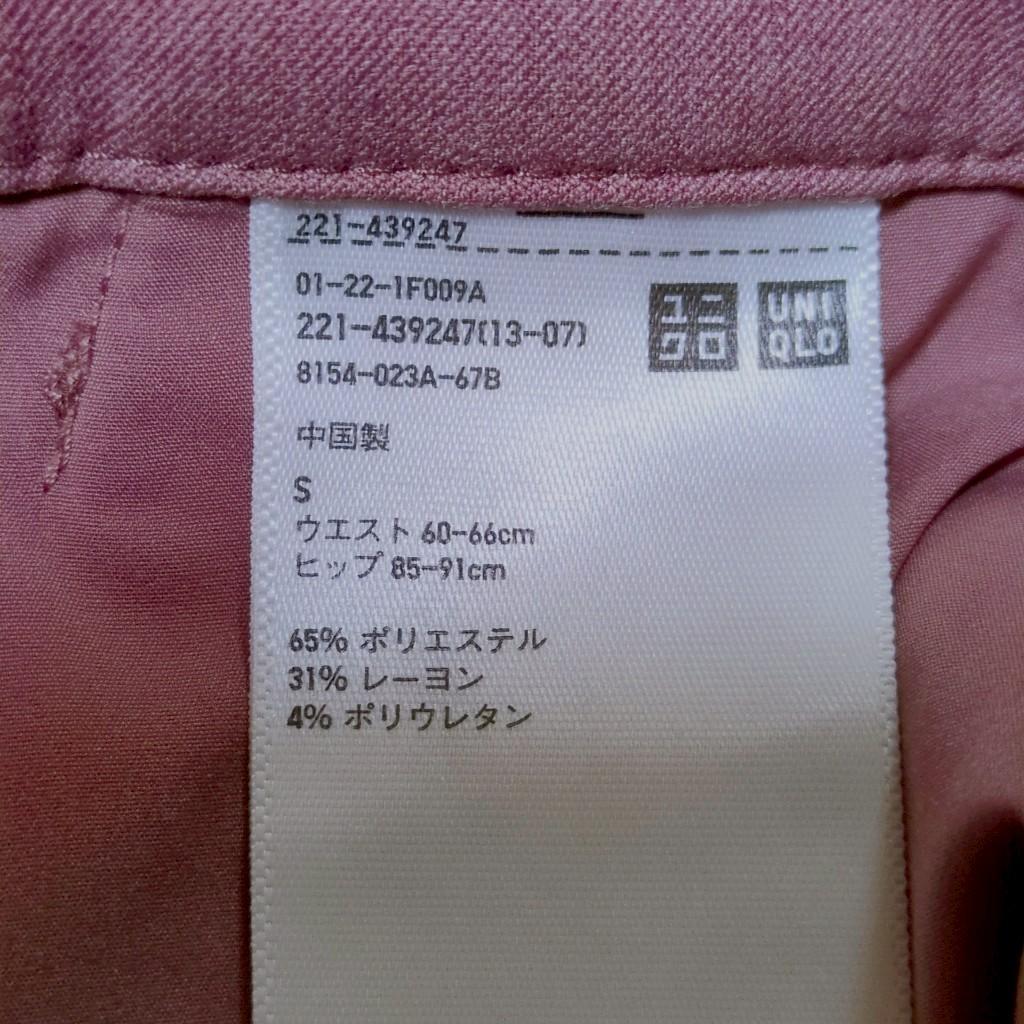 221-439247
01-22-1F009A
221-439247(13-07)
8154-023A-67B
ユニクロ
UNIQLO
中国製
S
ウエスト 60-66cm
ヒップ 85-91cm
65% ポリエステル
31% レーヨン
4% ポリウレタン